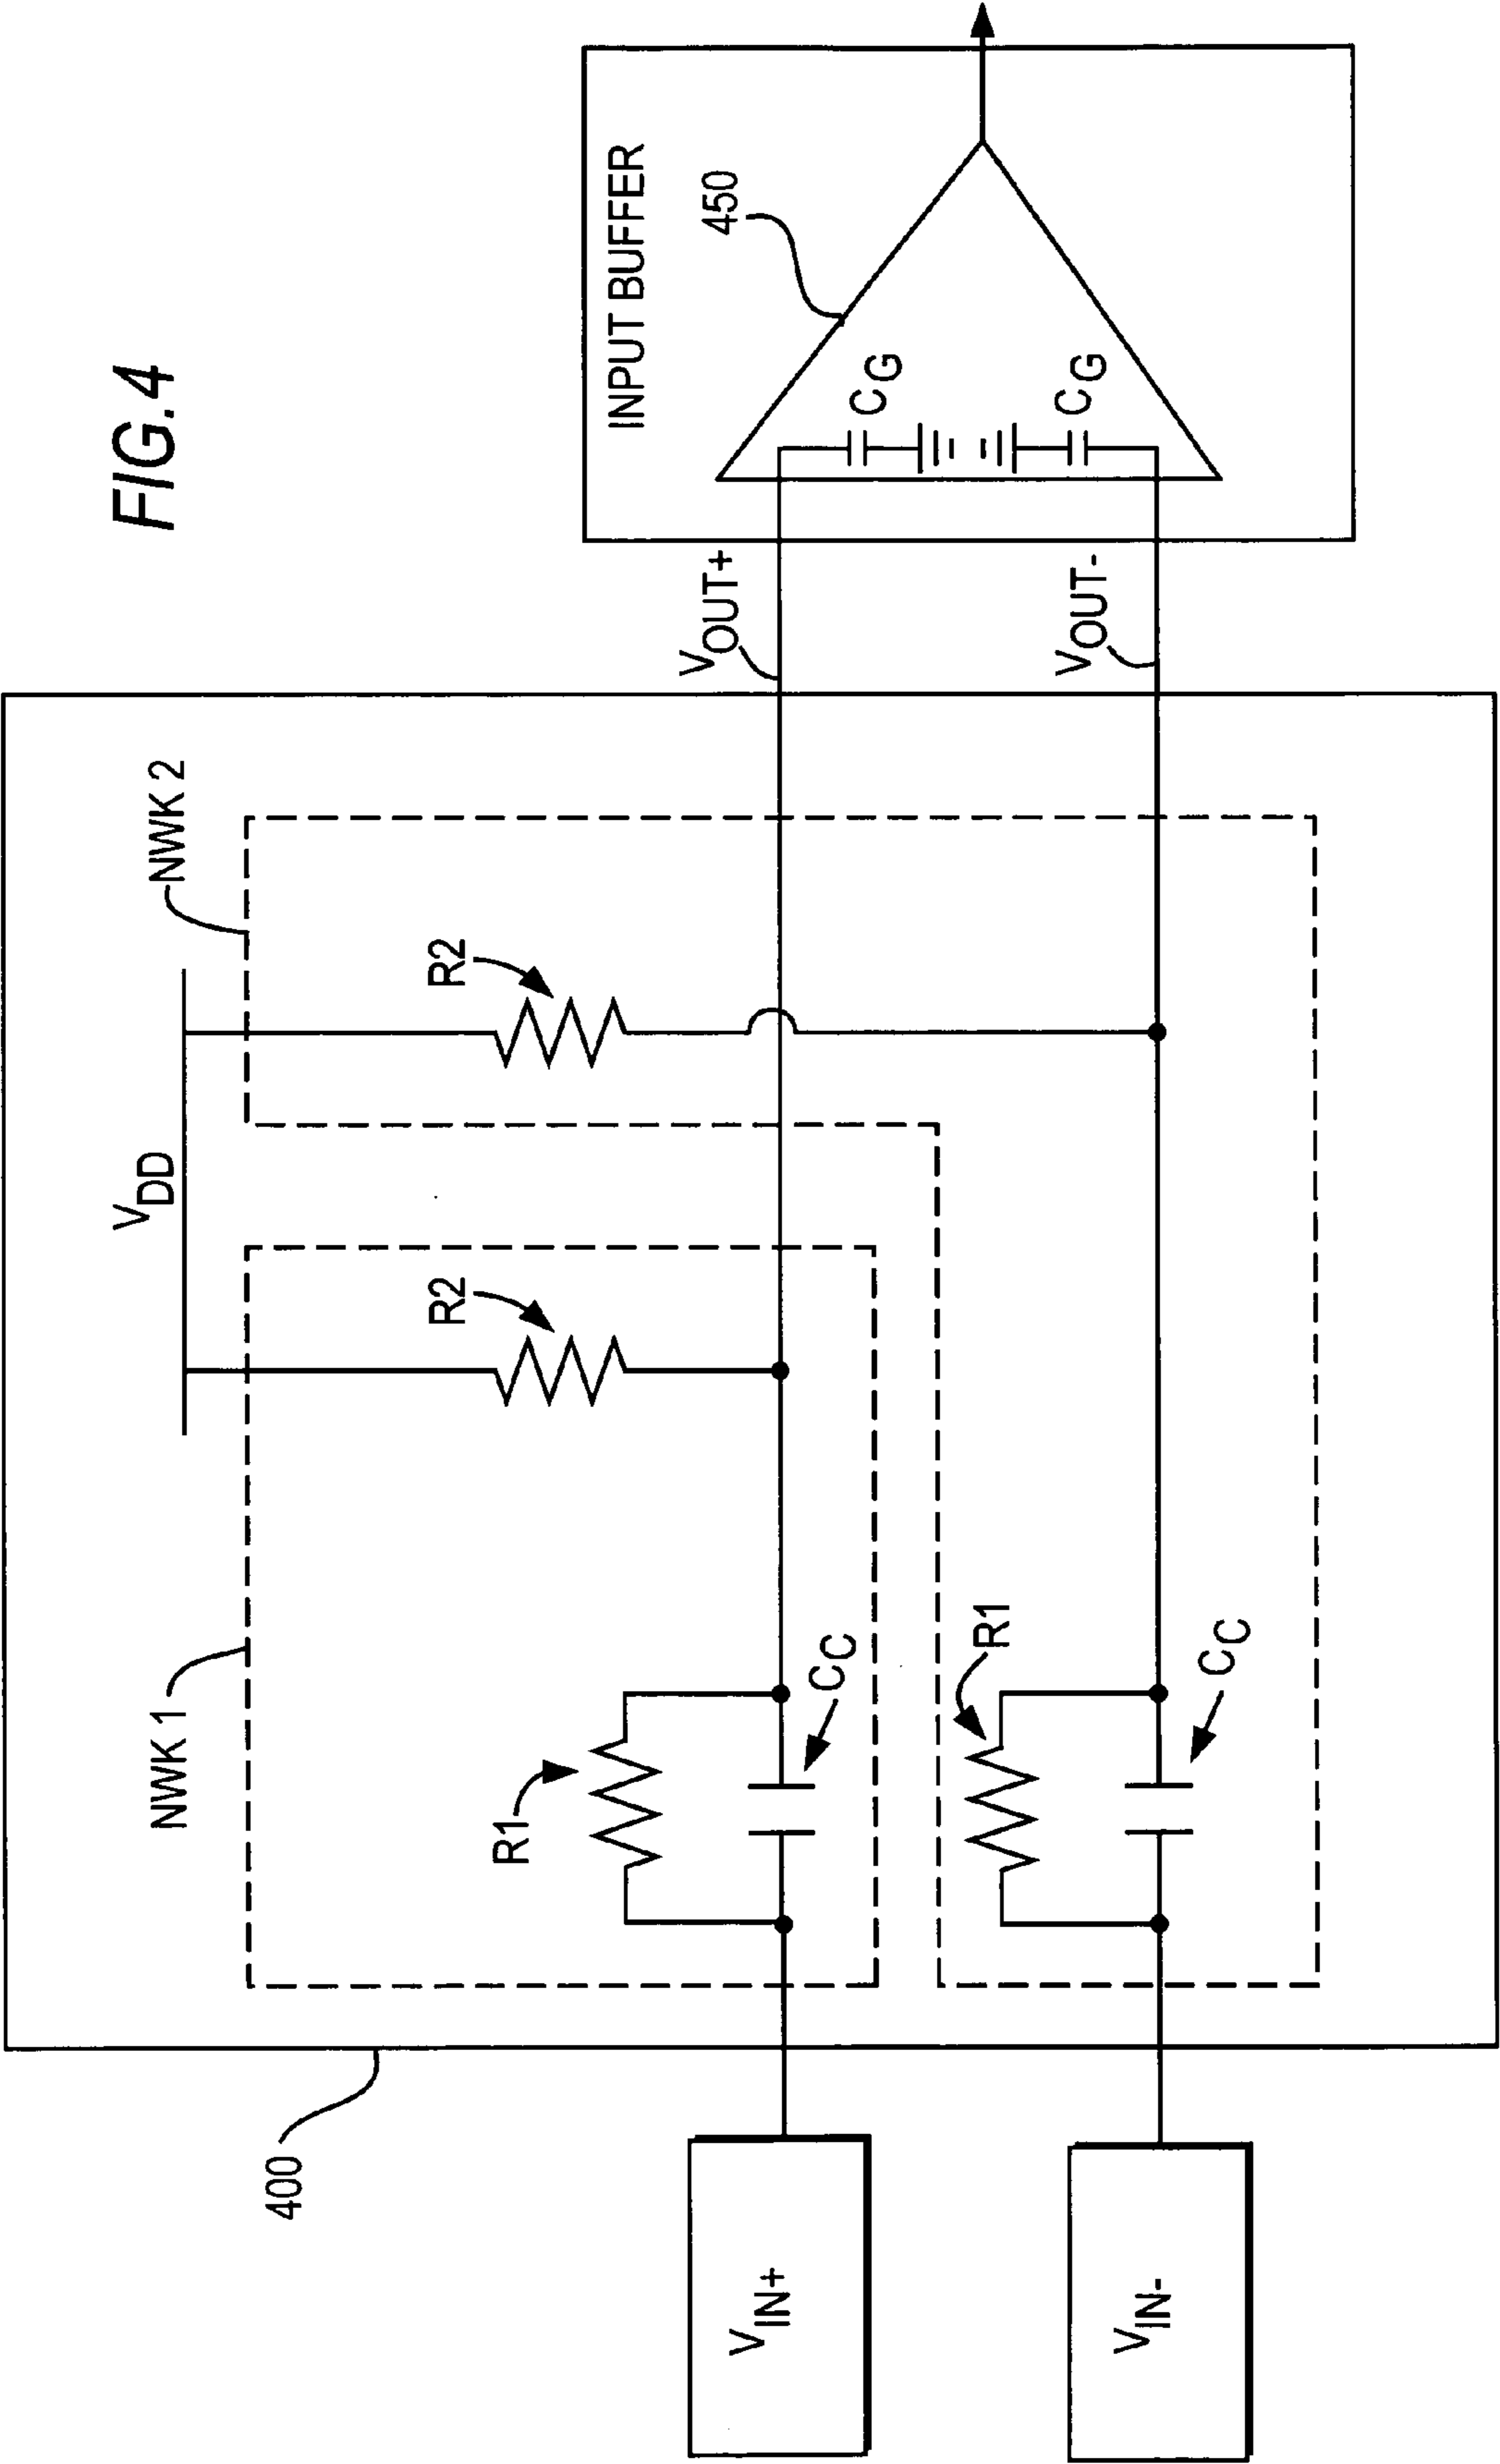 FIG.4
400
NWK 1
NWK 2
VDD
R2
R2
R1
CC
R1
CC
VIN+
VIN-
VOUT+
VOUT-
INPUT BUFFER
450
CG
CG